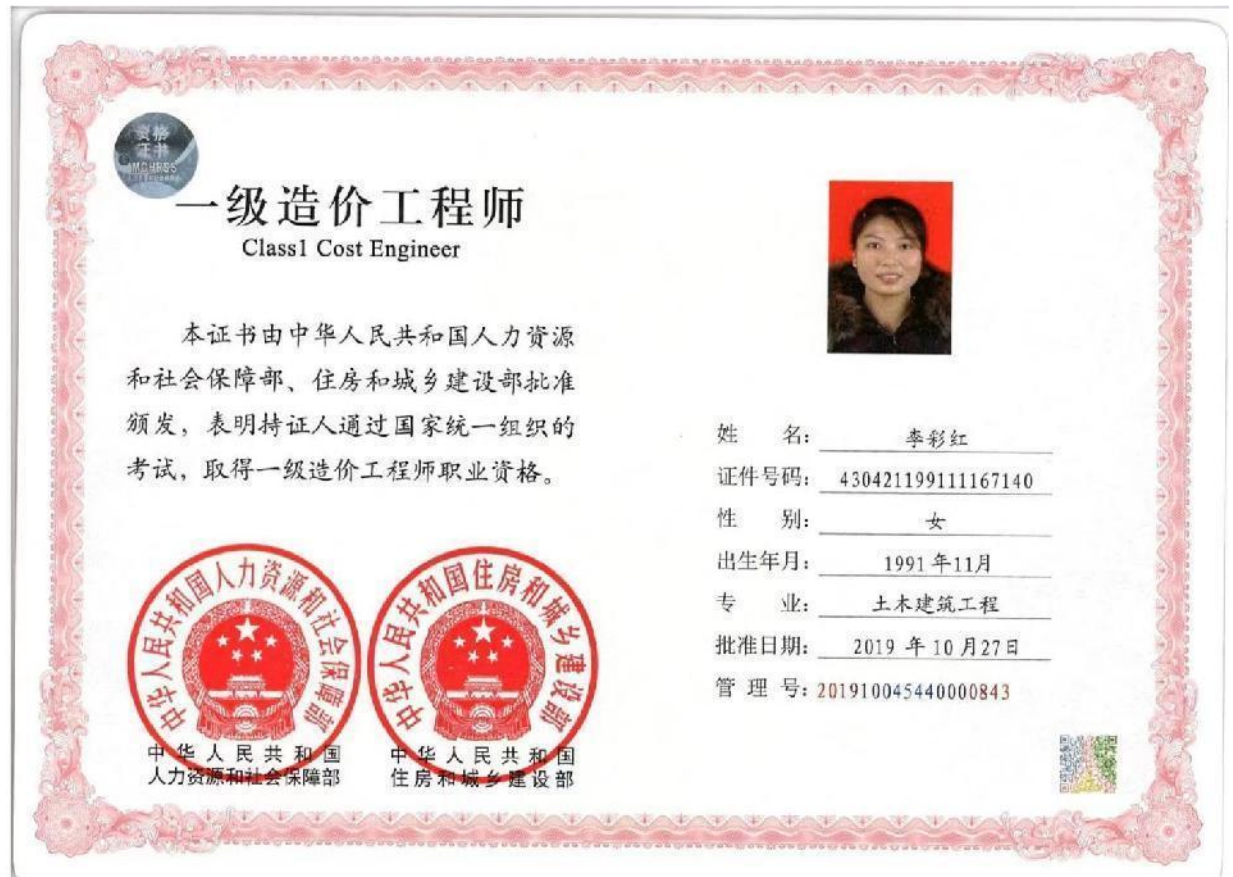 资格
证书
MOHRSS
一级造价工程师
Class1 Cost Engineer
本证书由中华人民共和国人力资源
和社会保障部、住房和城乡建设部批准
颁发，表明持证人通过国家统一组织的
考试，取得一级造价工程师职业资格。
中华人民共和国人力资源和社会保障部
中华人民共和国住房和城乡建设部
中华人民共和国
人力资源和社会保障部
中华人民共和国
住房和城乡建设部
姓 名： 李彩红
证件号码： 430421199111167140
性 别： 女
出生年月： 1991年11月
专 业： 土木建筑工程
批准日期： 2019 年 10 月27日
管 理 号：201910045440000843